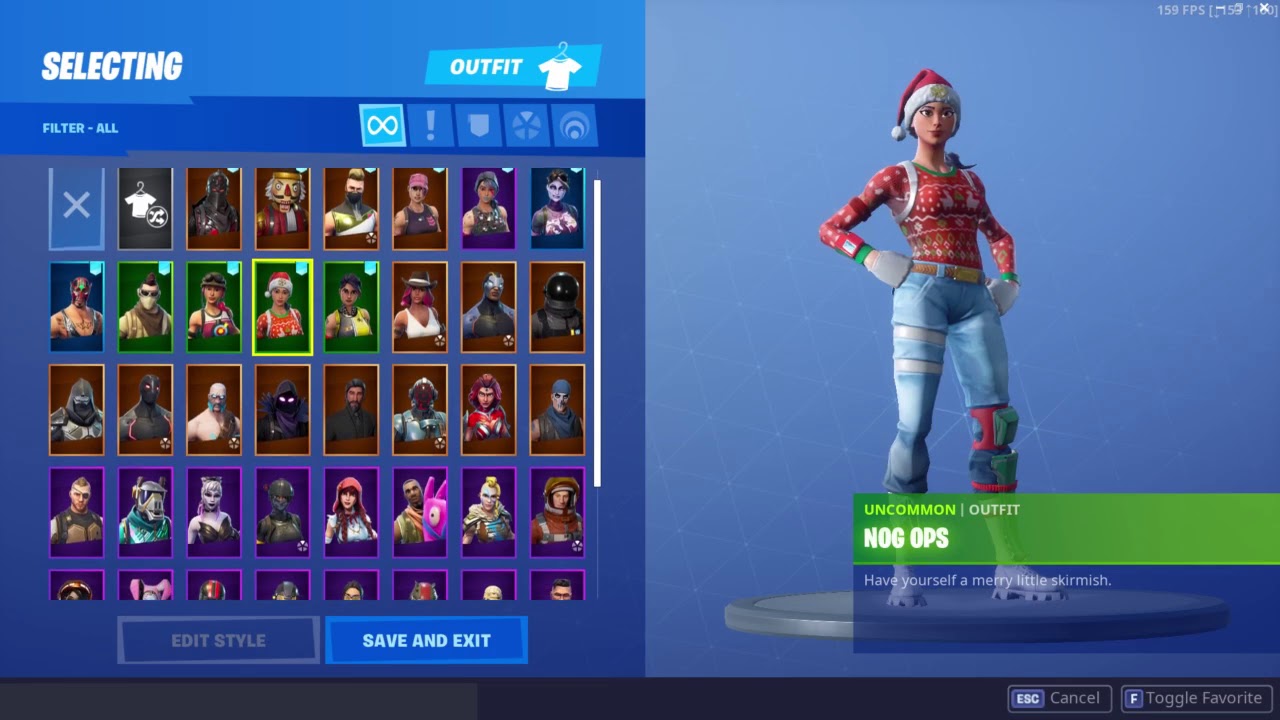 159 FPS [
SELECTING
OUTFIT
FILTER - ALL
UNCOMMON | OUTFIT
NOG OPS
Have yourself a merry little skirmish.
EDIT STYLE
SAVE AND EXIT
ESC Cancel
F Toggle Favorite